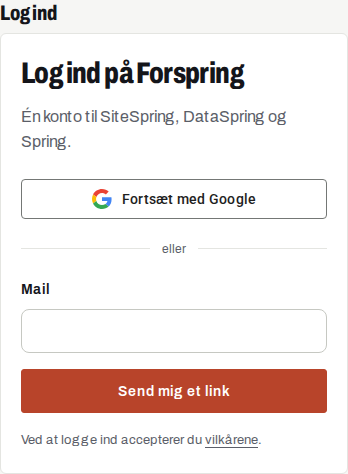 Log ind
Log ind på Forspring
Én konto til SiteSpring, DataSpring og
Spring.
Fortsæt med Google
eller
Mail
Send mig et link
Ved at logge ind accepterer du vilkårene.